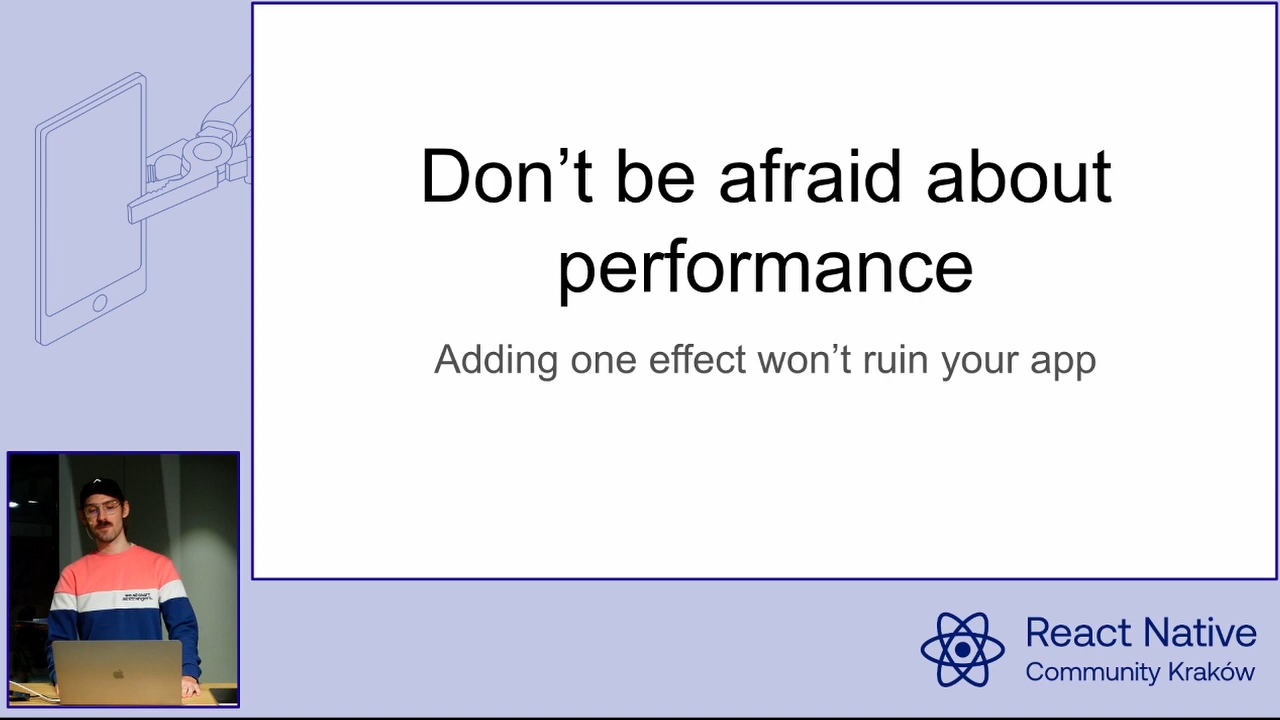 Don’t be afraid about
performance
Adding one effect won’t ruin your app
React Native
Community Kraków